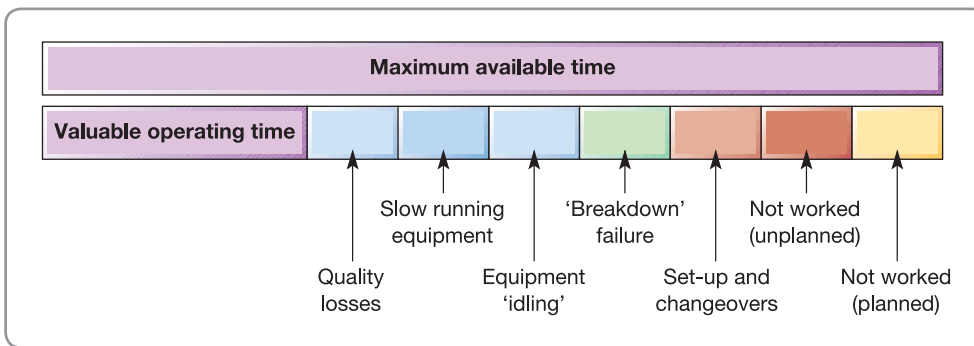 Maximum available time
Valuable operating time
Slow running
equipment
‘Breakdown’
failure
Not worked
(unplanned)
Quality
losses
Equipment
‘idling’
Set-up and
changeovers
Not worked
(planned)